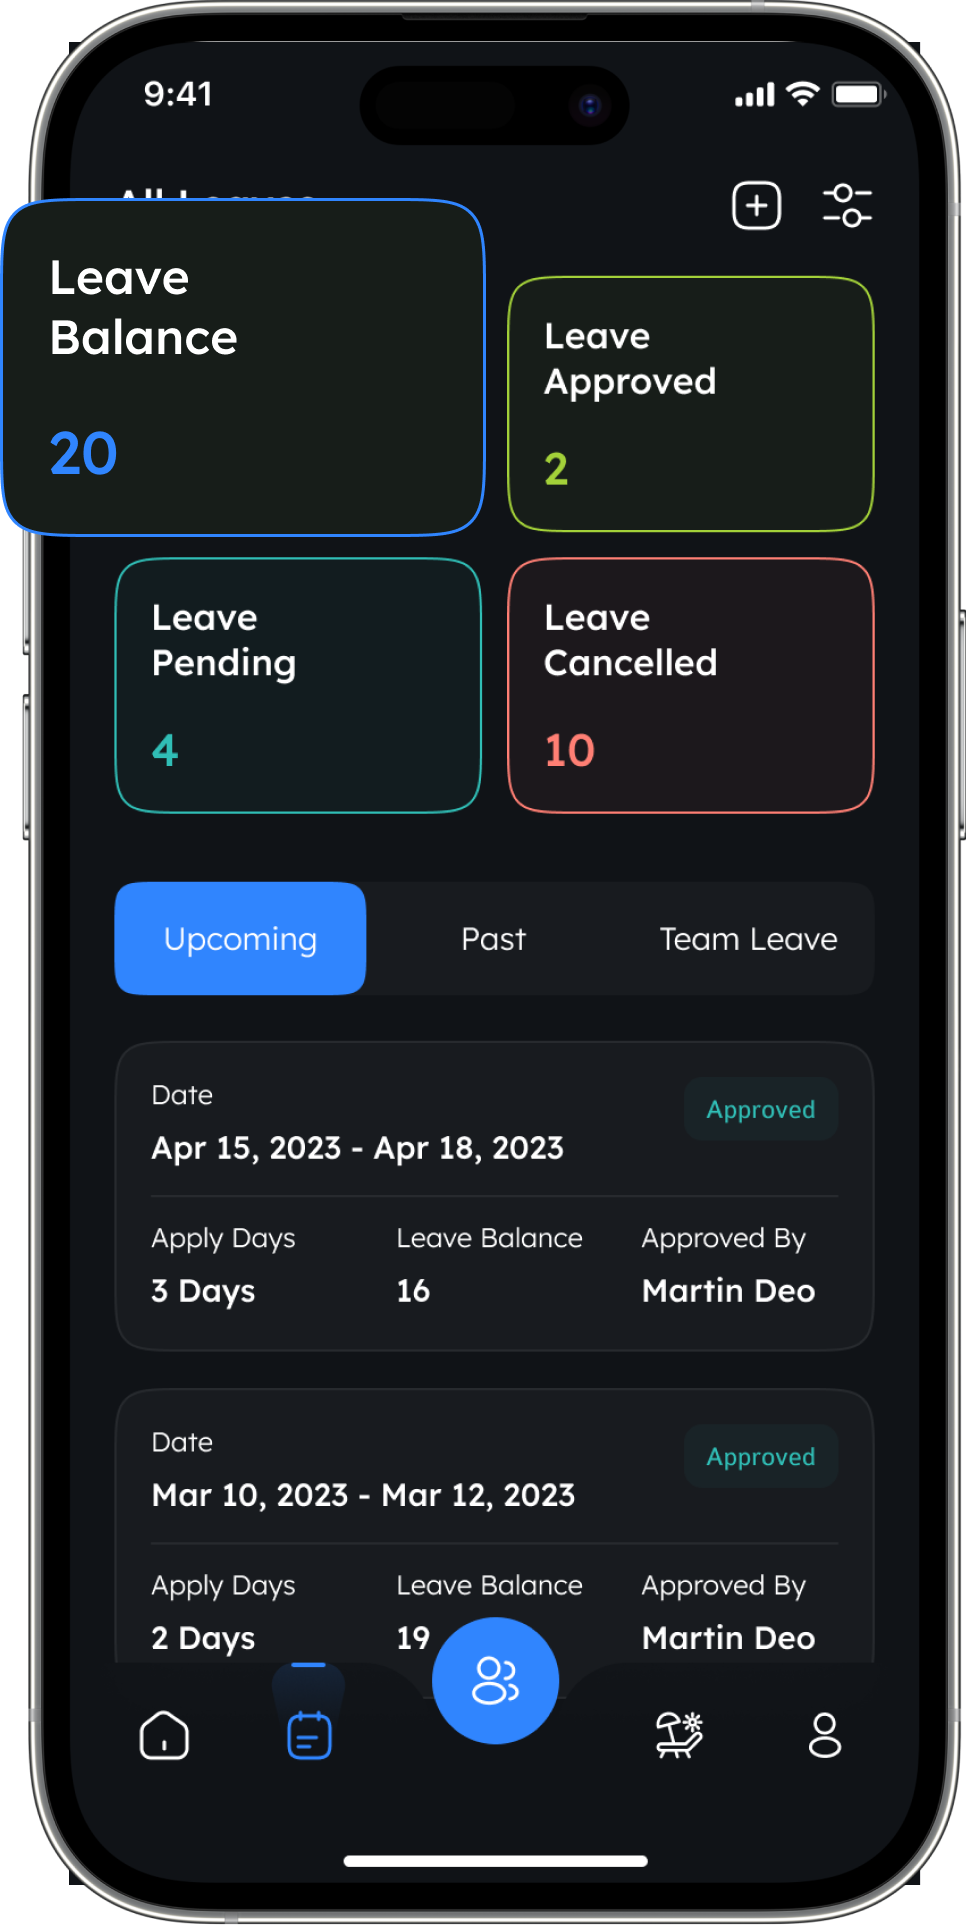 9:41
All Leaves
Leave
Balance
20
Leave
Approved
2
Leave
Pending
4
Leave
Cancelled
10
Upcoming Past Team Leave
Date
Approved
Apr 15, 2023 - Apr 18, 2023
Apply Days Leave Balance Approved By
3 Days 16 Martin Deo
Date
Approved
Mar 10, 2023 - Mar 12, 2023
Apply Days Leave Balance Approved By
2 Days 19 Martin Deo